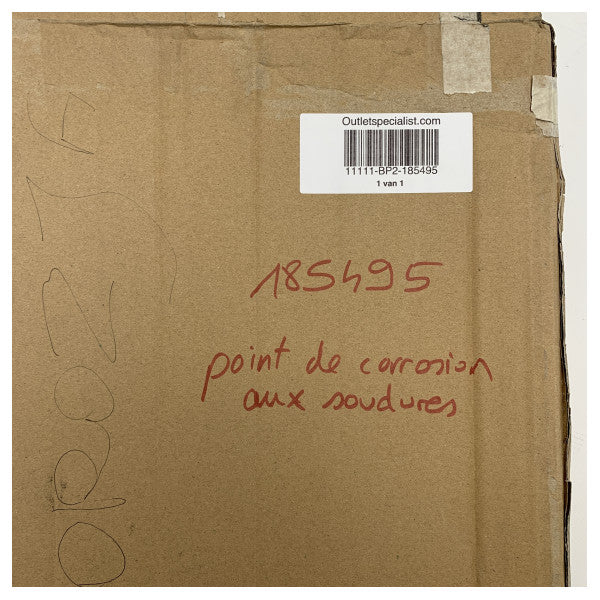 Outletspecialist.com
11111-BP2-185495
1 van 1
185495
point de corrosion
aux soudures